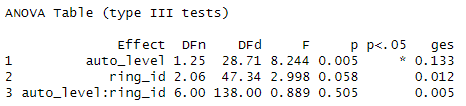 ANOVA Table (type III tests)
Effect DFn DFd F p p<.05 ges
1 auto_level 1.25 28.71 8.244 0.005 * 0.133
2 ring_id 2.06 47.34 2.998 0.058 0.012
3 auto_level:ring_id 6.00 138.00 0.889 0.505 0.005